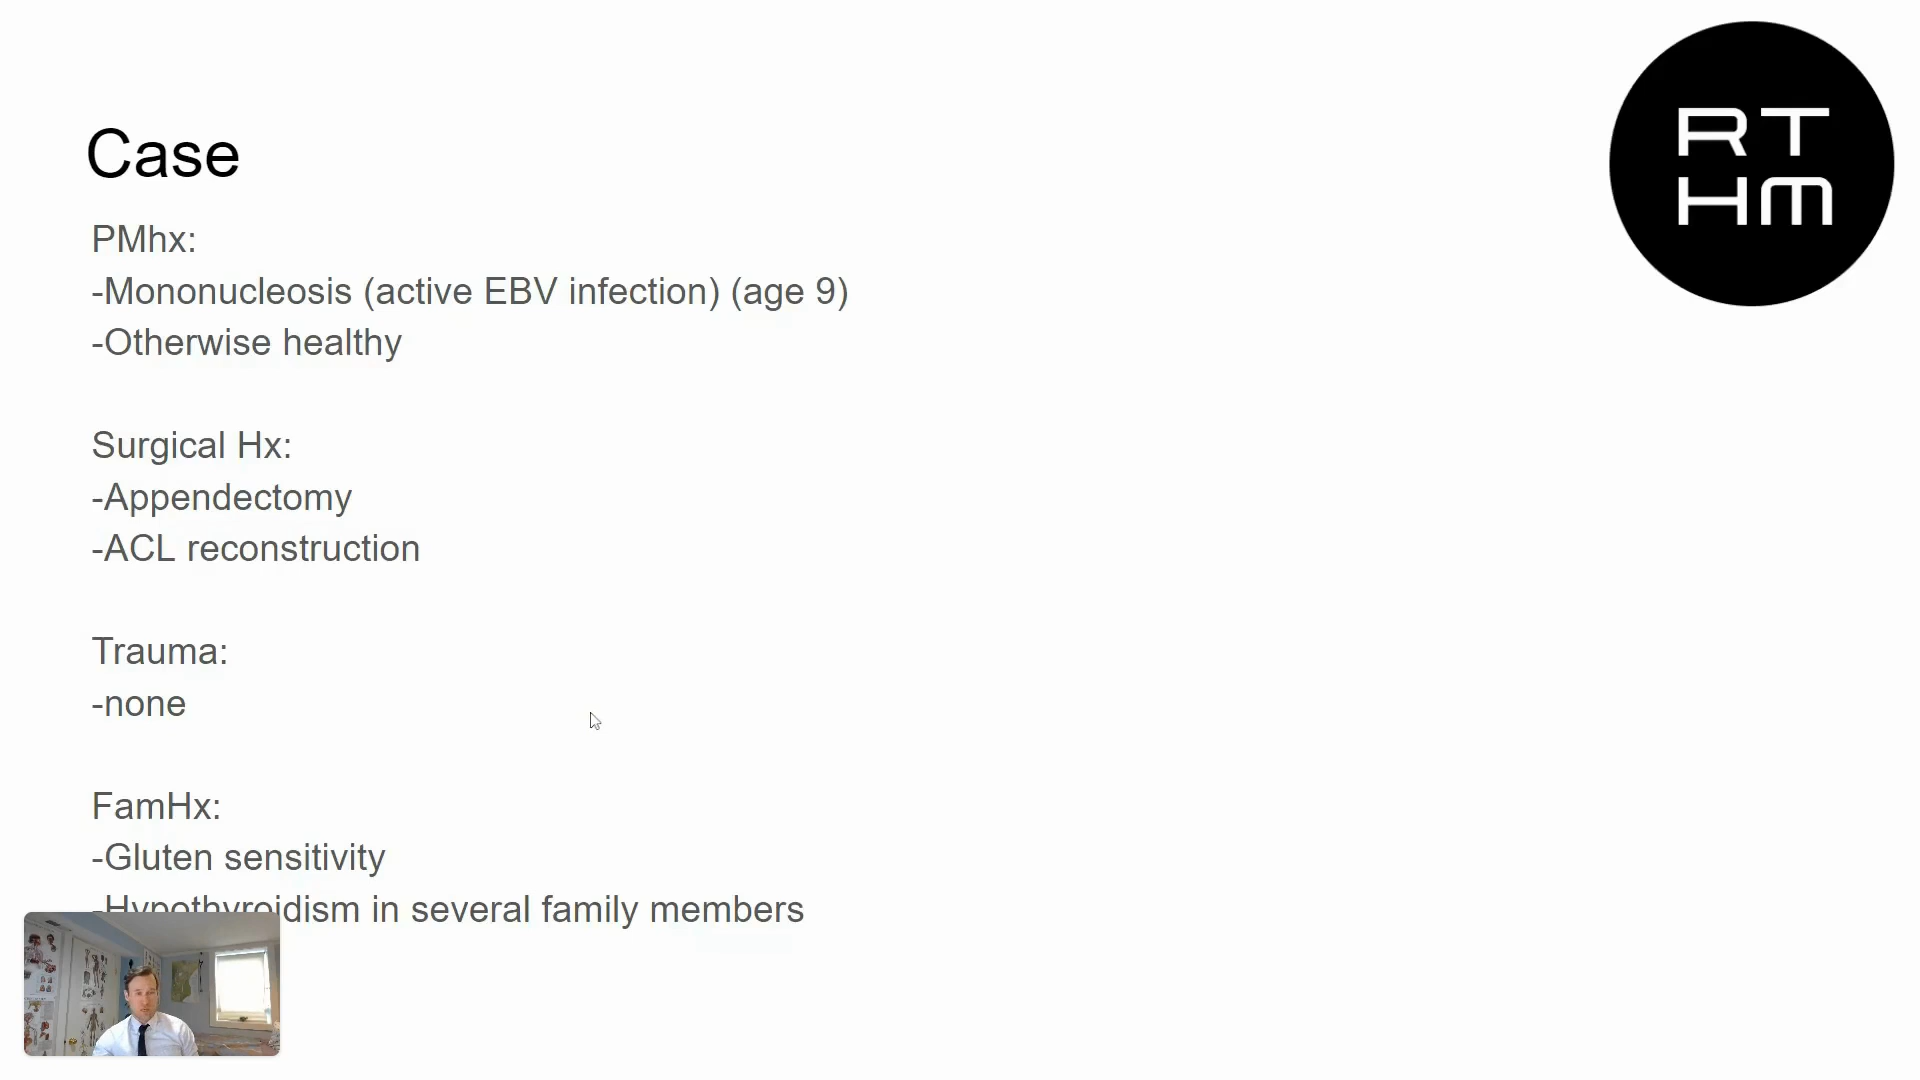 Case
RT
HM
PMhx:
-Mononucleosis (active EBV infection) (age 9)
-Otherwise healthy
Surgical Hx:
-Appendectomy
-ACL reconstruction
Trauma:
-none
FamHx:
-Gluten sensitivity
-Hypothyroidism in several family members